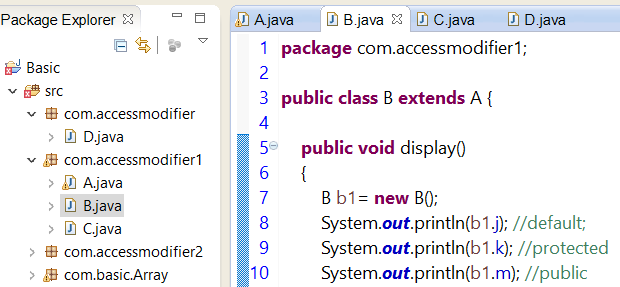 Package Explorer
Basic
src
com.accessmodifier
D.java
com.accessmodifier1
A.java
B.java
C.java
com.accessmodifier2
com.basic.Array
A.java B.java C.java D.java
1 package com.accessmodifier1;
2
3 public class B extends A {
4
5 public void display()
6 {
7 B b1= new B();
8 System.out.println(b1.j); //default;
9 System.out.println(b1.k); //protected
10 System.out.println(b1.m); //public